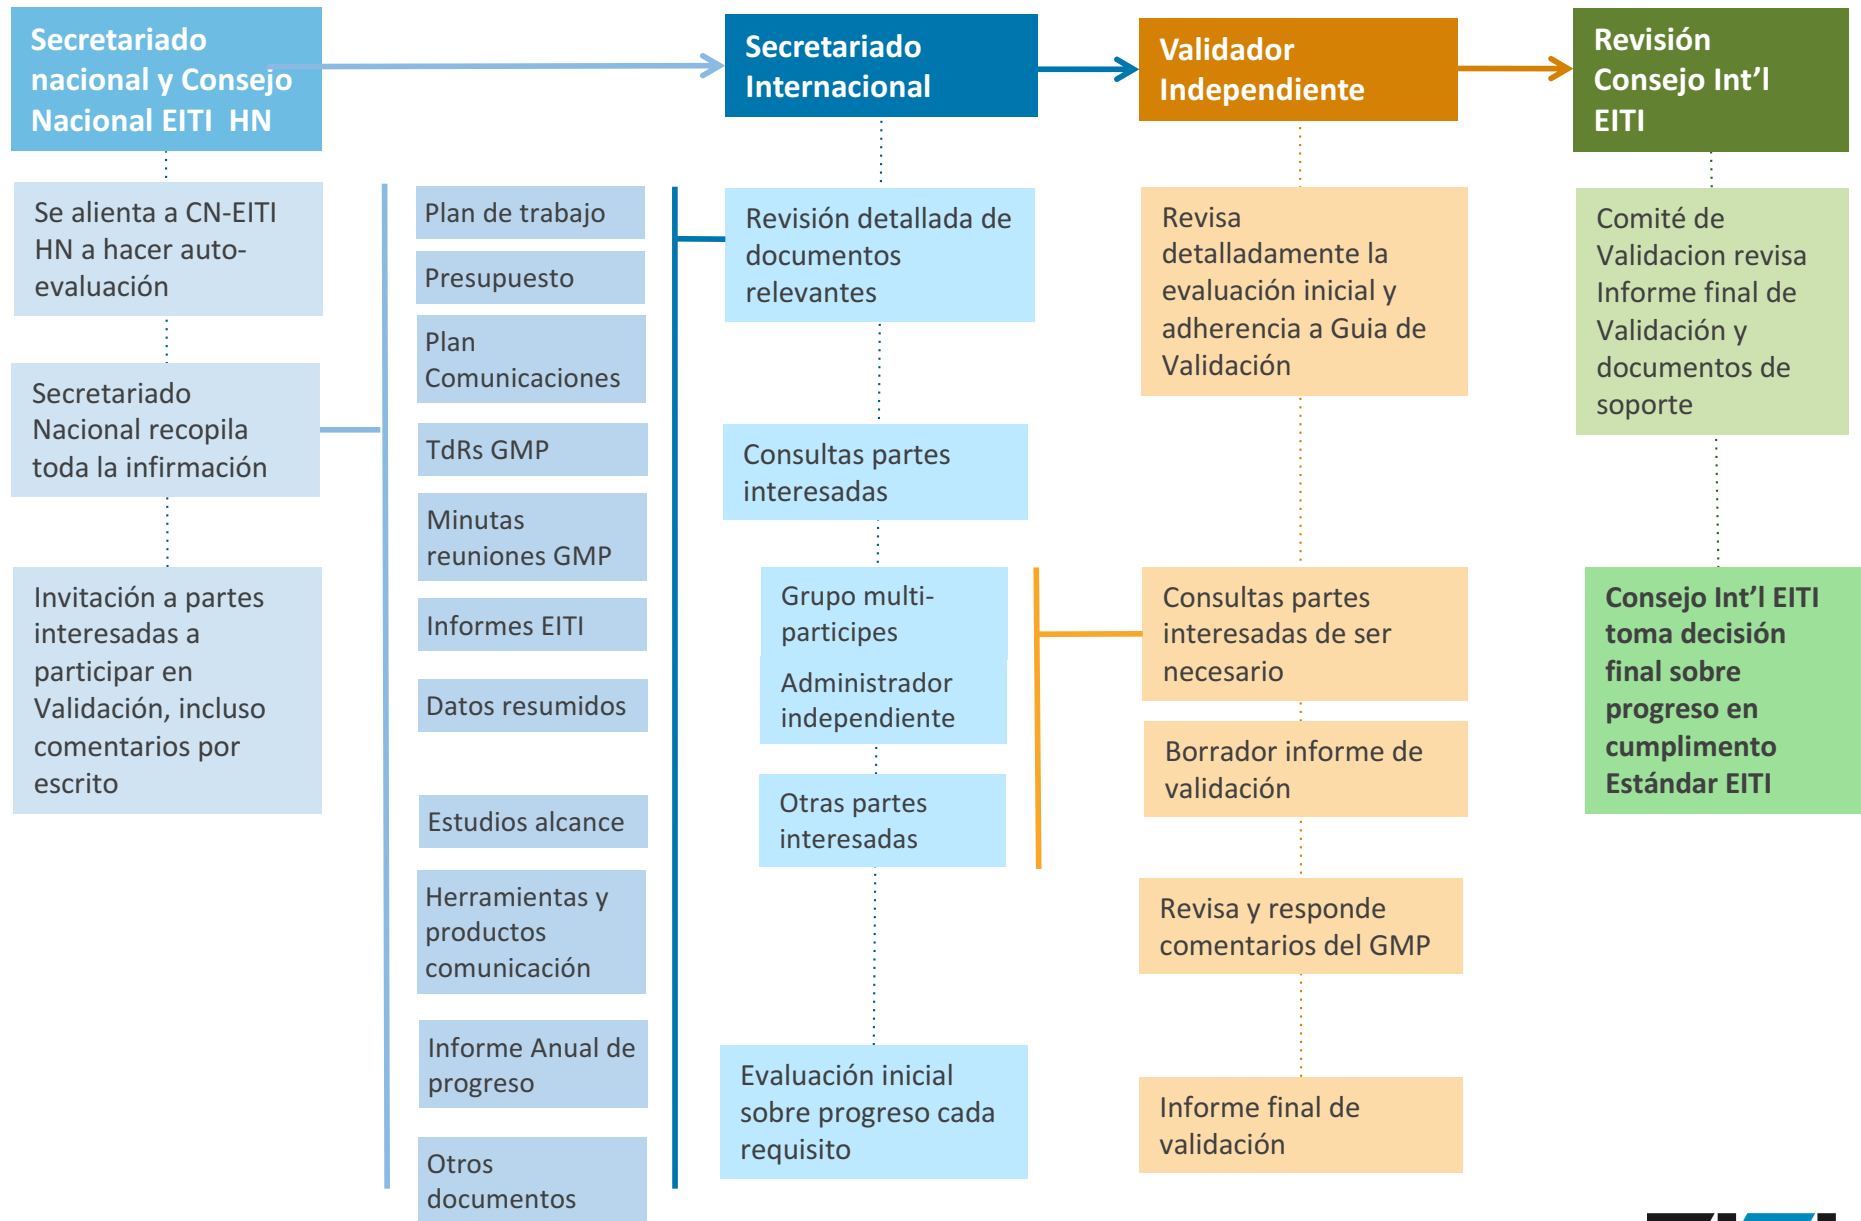 Secretariado
nacional y Consejo
Nacional EITI HN
Secretariado
Internacional
Validador
Independiente
Revisión
Consejo Int'l
EITI
Se alienta a CN-EITI
HN a hacer auto-
evaluación
Secretariado
Nacional recopila
toda la infirmación
Invitación a partes
interesadas a
participar en
Validación, incluso
comentarios por
escrito
Plan de trabajo
Presupuesto
Plan
Comunicaciones
TdRs GMP
Minutas
reuniones GMP
Informes EITI
Datos resumidos
Estudios alcance
Herramientas y
productos
comunicación
Informe Anual de
progreso
Otros
documentos
Revisión detallada de
documentos
relevantes
Consultas partes
interesadas
Grupo multi-
participes
Administrador
independiente
Otras partes
interesadas
Evaluación inicial
sobre progreso cada
requisito
Revisa
detalladamente la
evaluación inicial y
adherencia a Guia de
Validación
Consultas partes
interesadas de ser
necesario
Borrador informe de
validación
Revisa y responde
comentarios del GMP
Informe final de
validación
Comité de
Validacion revisa
Informe final de
Validación y
documentos de
soporte
Consejo Int'l EITI
toma decisión
final sobre
progreso en
cumplimento
Estándar EITI